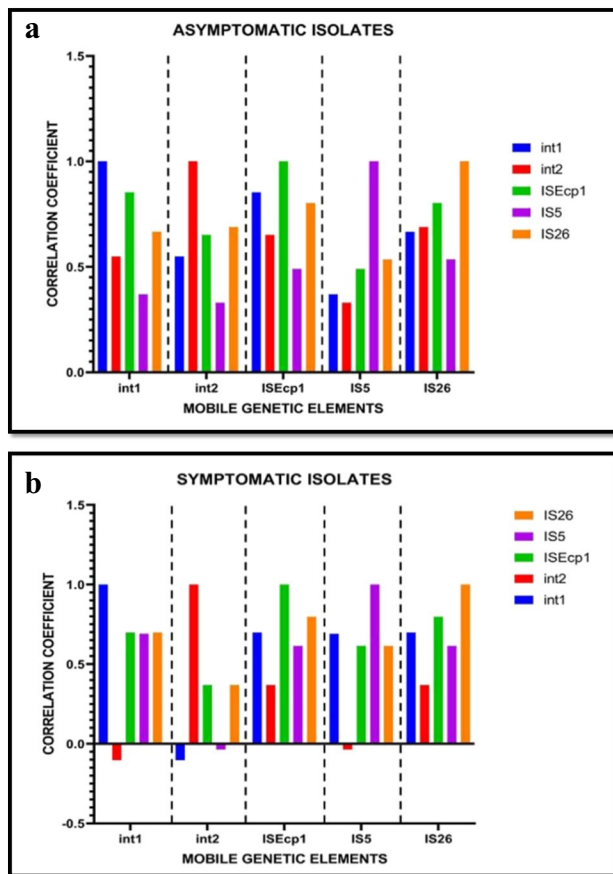 a
ASYMPTOMATIC ISOLATES
1.5
1.0
0.5
0.0
CORRELATION COEFFICIENT
int1
int2
ISEcp1
IS5
IS26
MOBILE GENETIC ELEMENTS
int1
int2
ISEcp1
IS5
IS26
b
SYMPTOMATIC ISOLATES
1.5
1.0
0.5
0.0
-0.5
CORRELATION COEFFICIENT
int1
int2
ISEcp1
IS5
IS26
MOBILE GENETIC ELEMENTS
IS26
IS5
ISEcp1
int2
int1